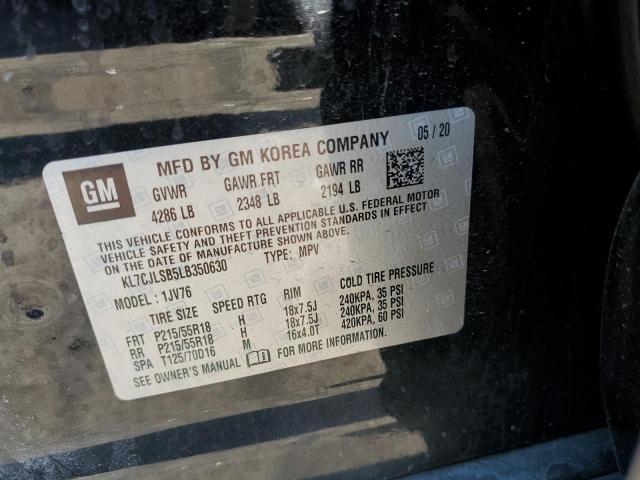 GM
MFD BY GM KOREA COMPANY 05 / 20
GVWR GAWR FRT GAWR RR
4286 LB 2348 LB 2194 LB
THIS VEHICLE CONFORMS TO ALL APPLICABLE U.S. FEDERAL MOTOR
VEHICLE SAFETY AND THEFT PREVENTION STANDARDS IN EFFECT
ON THE DATE OF MANUFACTURE SHOWN ABOVE.
KL7CJLSB5LB350630 TYPE: MPV
MODEL: 1JV76
TIRE SIZE SPEED RTG RIM COLD TIRE PRESSURE
FRT P215/55R18 H 18x7.5J 240KPA, 35 PSI
RR P215/55R18 H 18x7.5J 240KPA, 35 PSI
SPA T125/70D16 M 16x4.0T 420KPA, 60 PSI
SEE OWNER'S MANUAL FOR MORE INFORMATION.